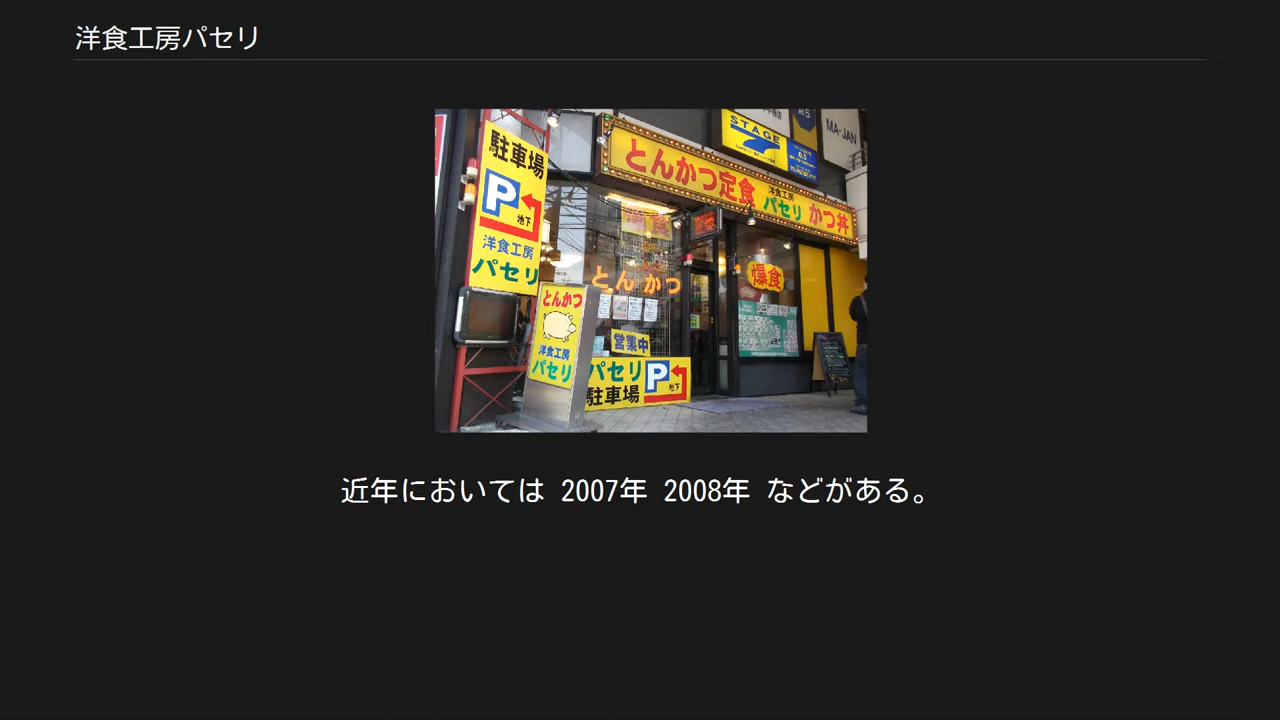 洋食工房パセリ
駐車場
P
地下
洋食工房
パセリ
とんかつ定食
洋食工房
パセリ
かつ丼
STAGE
MA-JAN
とんかつ
爆食
営業中
とんかつ
洋食工房
パセリ
パセリ
駐車場
P
地下
近年においては 2007年 2008年 などがある。